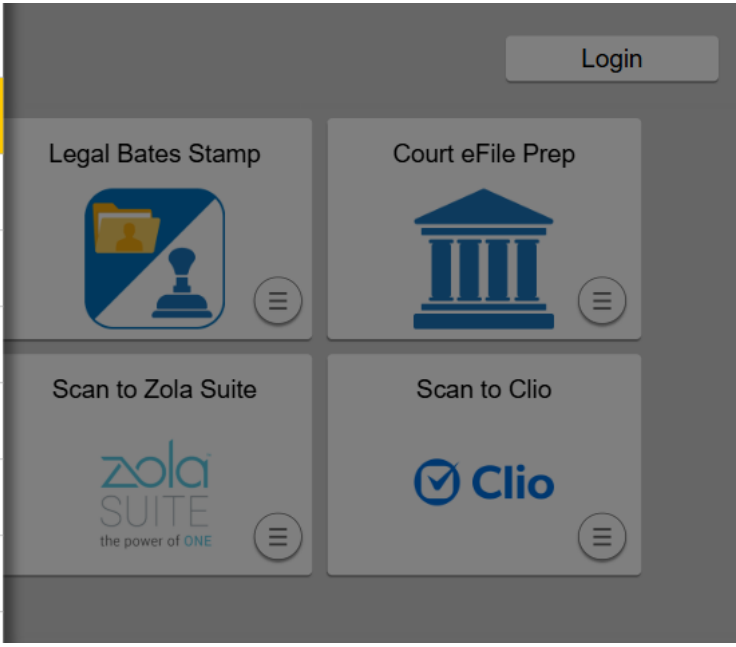 Login
Legal Bates Stamp
Court eFile Prep
Scan to Zola Suite
Scan to Clio
zola
SUITE
the power of ONE
Clio